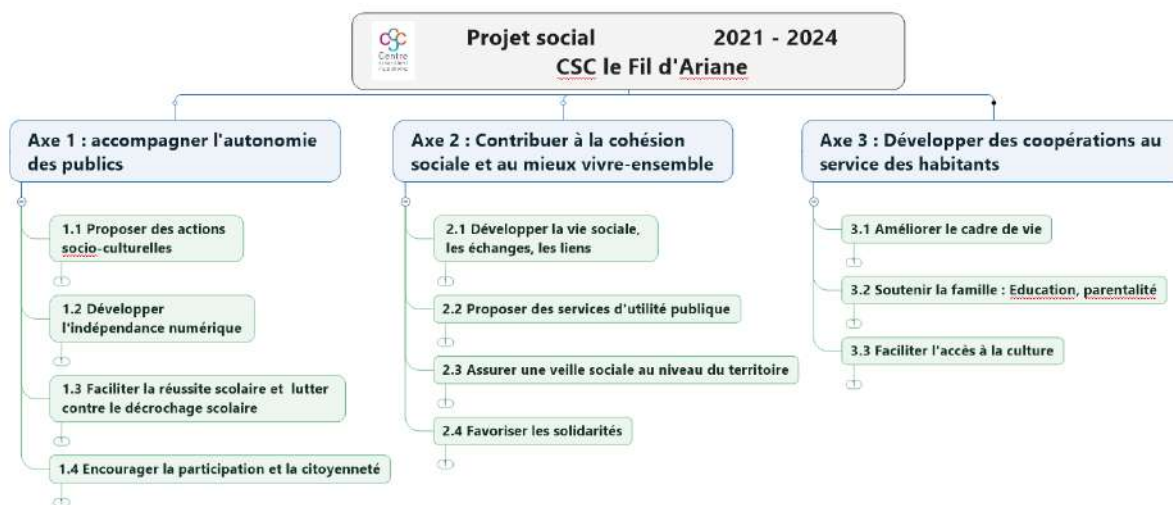 Projet social 2021 - 2024
CSC le Fil d'Ariane
csc
Centre
Axe 1 : accompagner l'autonomie
des publics
1.1 Proposer des actions
socio-culturelles
1.2 Développer
l'indépendance numérique
1.3 Faciliter la réussite scolaire et lutter
contre le décrochage scolaire
1.4 Encourager la participation et la citoyenneté
Axe 2 : Contribuer à la cohésion
sociale et au mieux vivre-ensemble
2.1 Développer la vie sociale,
les échanges, les liens
2.2 Proposer des services d'utilité publique
2.3 Assurer une veille sociale au niveau du territoire
2.4 Favoriser les solidarités
Axe 3 : Développer des coopérations au
service des habitants
3.1 Améliorer le cadre de vie
3.2 Soutenir la famille : Education, parentalité
3.3 Faciliter l'accès à la culture